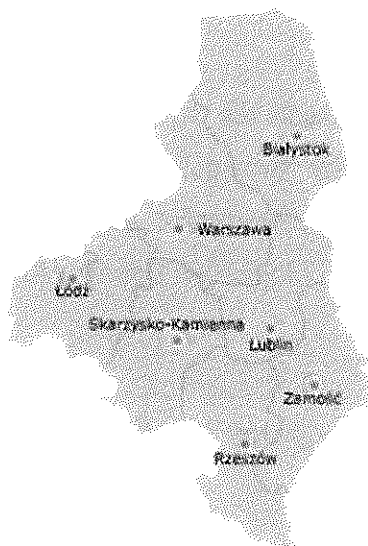 Białystok
Warszawa
Łódź
Skarżysko-Kamienna
Lublin
Zamość
Rzeszów